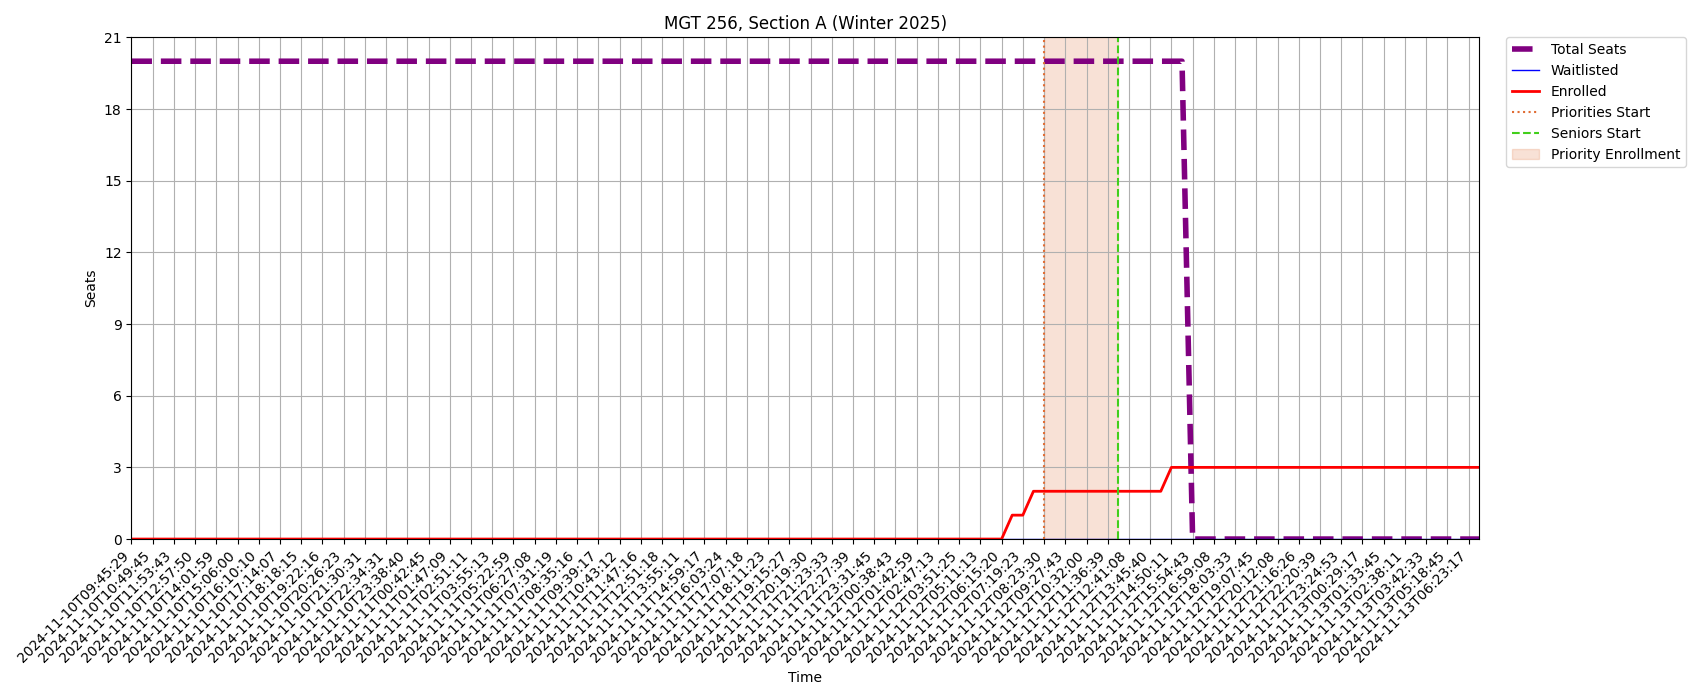 MGT 256, Section A (Winter 2025)
Total Seats
Waitlisted
Enrolled
Priorities Start
Seniors Start
Priority Enrollment
Seats
21
18
15
12
9
6
3
0
2024-11-10T09:45:29
2024-11-10T10:49:45
2024-11-10T11:53:43
2024-11-10T12:57:50
2024-11-10T14:01:59
2024-11-10T15:06:00
2024-11-10T16:10:10
2024-11-10T17:14:07
2024-11-10T18:18:15
2024-11-10T19:22:16
2024-11-10T20:26:23
2024-11-10T21:30:31
2024-11-10T22:34:31
2024-11-10T23:38:40
2024-11-11T00:42:45
2024-11-11T01:47:09
2024-11-11T02:51:11
2024-11-11T03:55:13
2024-11-11T05:22:59
2024-11-11T06:27:08
2024-11-11T07:31:19
2024-11-11T08:35:16
2024-11-11T09:39:17
2024-11-11T10:43:12
2024-11-11T11:47:16
2024-11-11T12:51:18
2024-11-11T13:55:11
2024-11-11T14:59:17
2024-11-11T16:03:24
2024-11-11T17:07:18
2024-11-11T18:11:23
2024-11-11T19:15:27
2024-11-11T20:19:30
2024-11-11T21:23:33
2024-11-11T22:27:39
2024-11-11T23:31:45
2024-11-12T00:38:43
2024-11-12T01:42:59
2024-11-12T02:47:13
2024-11-12T03:51:25
2024-11-12T05:11:13
2024-11-12T06:15:20
2024-11-12T07:19:23
2024-11-12T08:23:30
2024-11-12T09:27:43
2024-11-12T10:32:00
2024-11-12T11:36:39
2024-11-12T12:41:08
2024-11-12T13:45:40
2024-11-12T14:50:11
2024-11-12T15:54:43
2024-11-12T16:59:08
2024-11-12T18:03:33
2024-11-12T19:07:45
2024-11-12T20:12:08
2024-11-12T21:16:26
2024-11-12T22:20:39
2024-11-12T23:24:53
2024-11-13T00:29:17
2024-11-13T01:33:45
2024-11-13T02:38:11
2024-11-13T03:42:33
2024-11-13T05:18:45
2024-11-13T06:23:17
Time